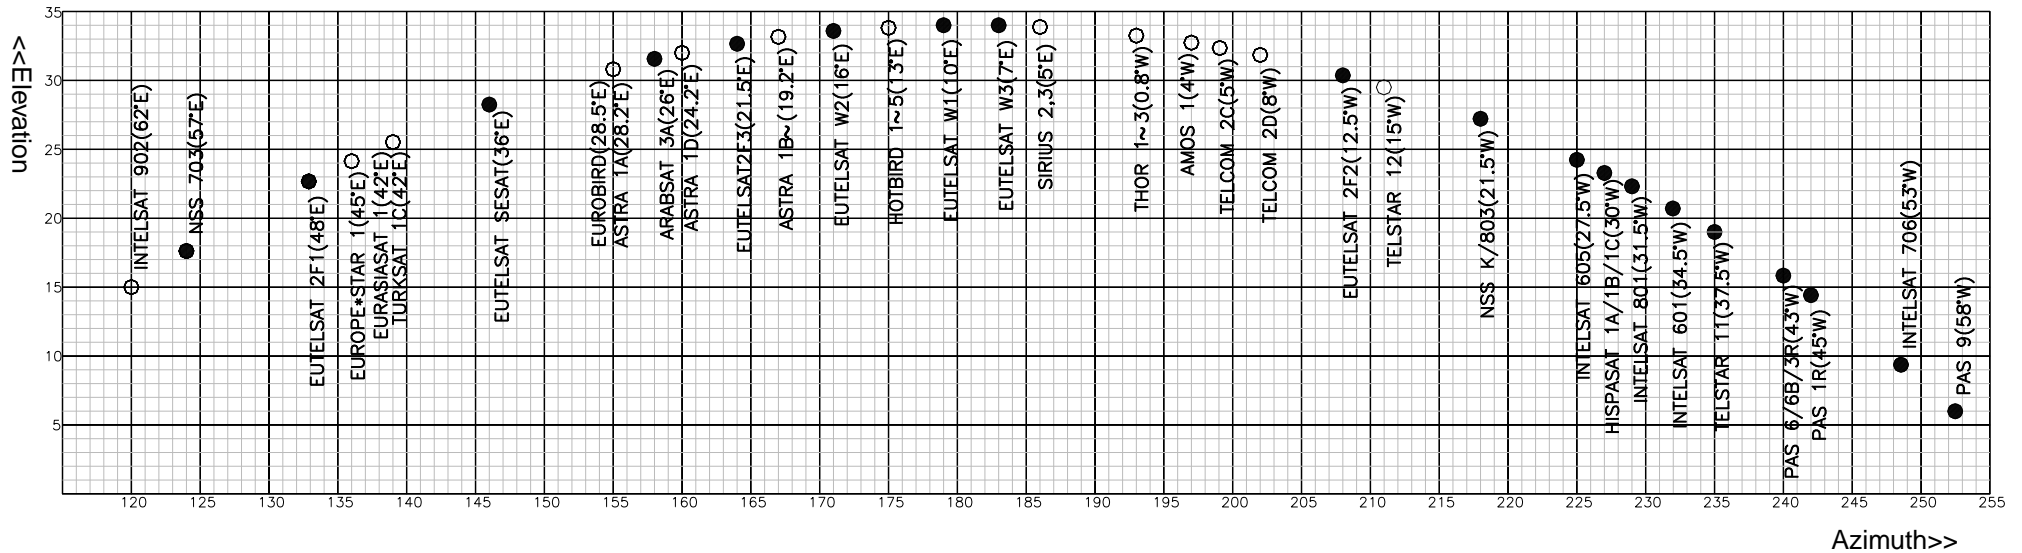 <<Elevation
35
30
25
20
15
10
5
INTELSAT 902(62°E)
NSS 703(57°E)
EUTELSAT 2F1(48°E)
EUROPE*STAR 1(45°E)
EURASIASAT 1(42°E)
TURKSAT 1C(42°E)
EUTELSAT SESAT(36°E)
EUROBIRD(28.5°E)
ASTRA 1A(28.2°E)
ARABSAT 3A(26°E)
ASTRA 1D(24.2°E)
EUTELSAT2F3(21.5°E)
ASTRA 1B~(19.2°E)
EUTELSAT W2(16°E)
HOTBIRD 1~5(13°E)
EUTELSAT W1(10°E)
EUTELSAT W3(7°E)
SIRIUS 2,3(5°E)
THOR 1~3(0.8°W)
AMOS 1(4°W)
TELCOM 2C(5°W)
TELCOM 2D(8°W)
EUTELSAT 2F2(12.5°W)
TELSTAR 12(15°W)
NSS K/803(21.5°W)
INTELSAT 605(27.5°W)
HISPASAT 1A/1B/1C(30°W)
INTELSAT 801(31.5°W)
INTELSAT 601(34.5°W)
TELSTAR 11(37.5°W)
PAS 6/6B/3R(43°W)
PAS 1R(45°W)
INTELSAT 706(53°W)
PAS 9(58°W)
120 125 130 135 140 145 150 155 160 165 170 175 180 185 190 195 200 205 210 215 220 225 230 235 240 245 250 255
Azimuth>>